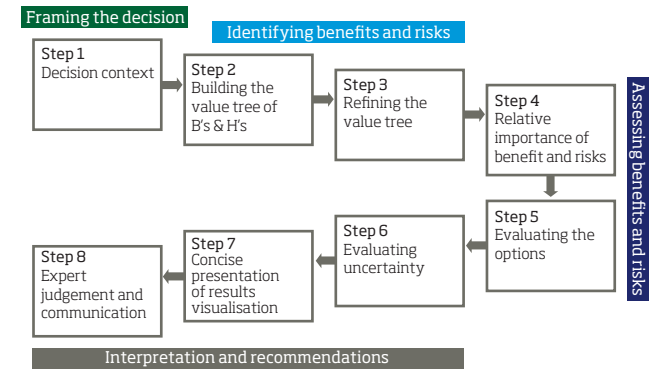 Framing the decision
Identifying benefits and risks
Step 1
Decision context
Step 2
Building the
value tree of
B's & H's
Step 3
Refining the
value tree
Step 4
Relative
importance of
benefit and risks
Assessing benefits and risks
Step 5
Evaluating the
options
Step 6
Evaluating
uncertainty
Step 7
Concise
presentation
of results
visualisation
Step 8
Expert
judgement and
communication
Interpretation and recommendations